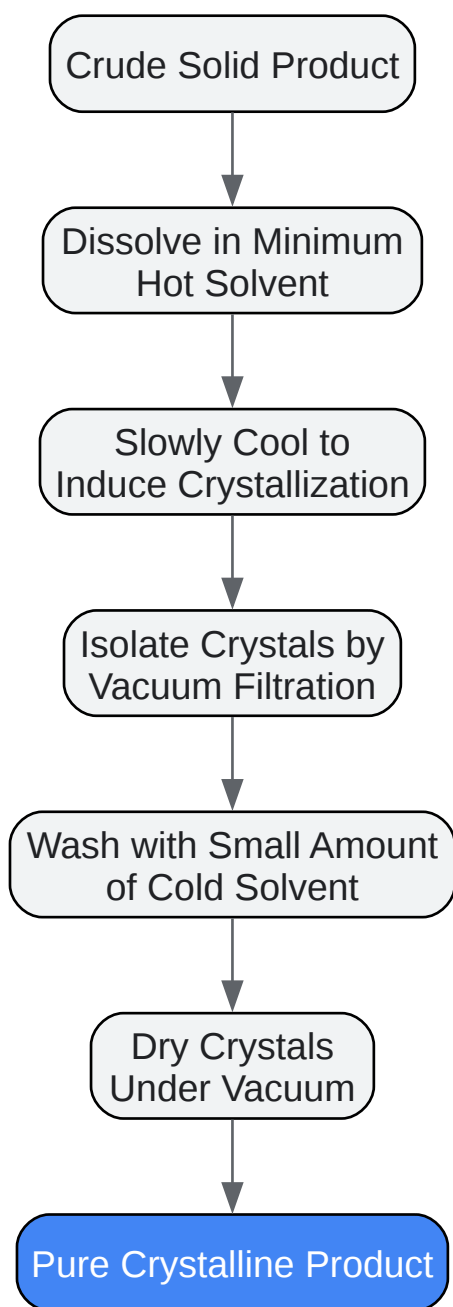 Crude Solid Product
Dissolve in Minimum
Hot Solvent
Slowly Cool to
Induce Crystallization
Isolate Crystals by
Vacuum Filtration
Wash with Small Amount
of Cold Solvent
Dry Crystals
Under Vacuum
Pure Crystalline Product